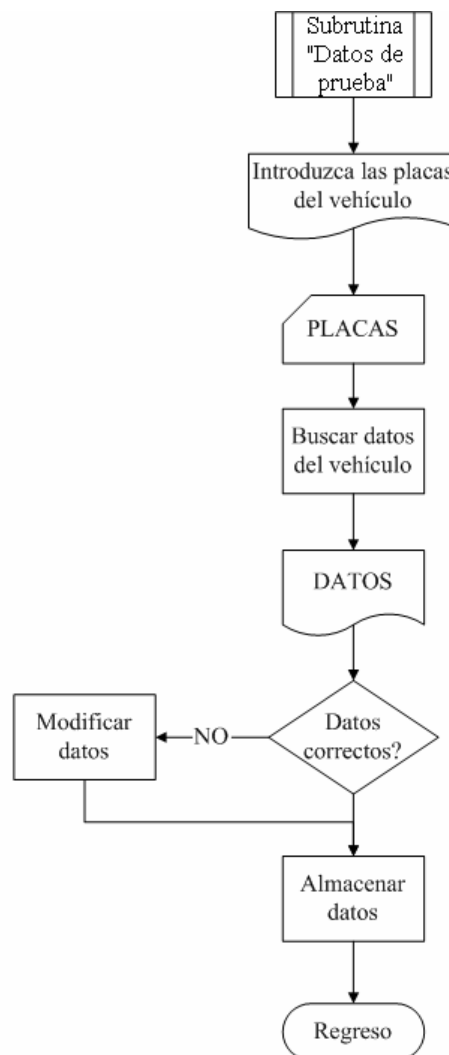 Subrutina
"Datos de
prueba"
Introduzca las placas
del vehículo
PLACAS
Buscar datos
del vehículo
DATOS
Datos
correctos?
NO
Modificar
datos
Almacenar
datos
Regreso